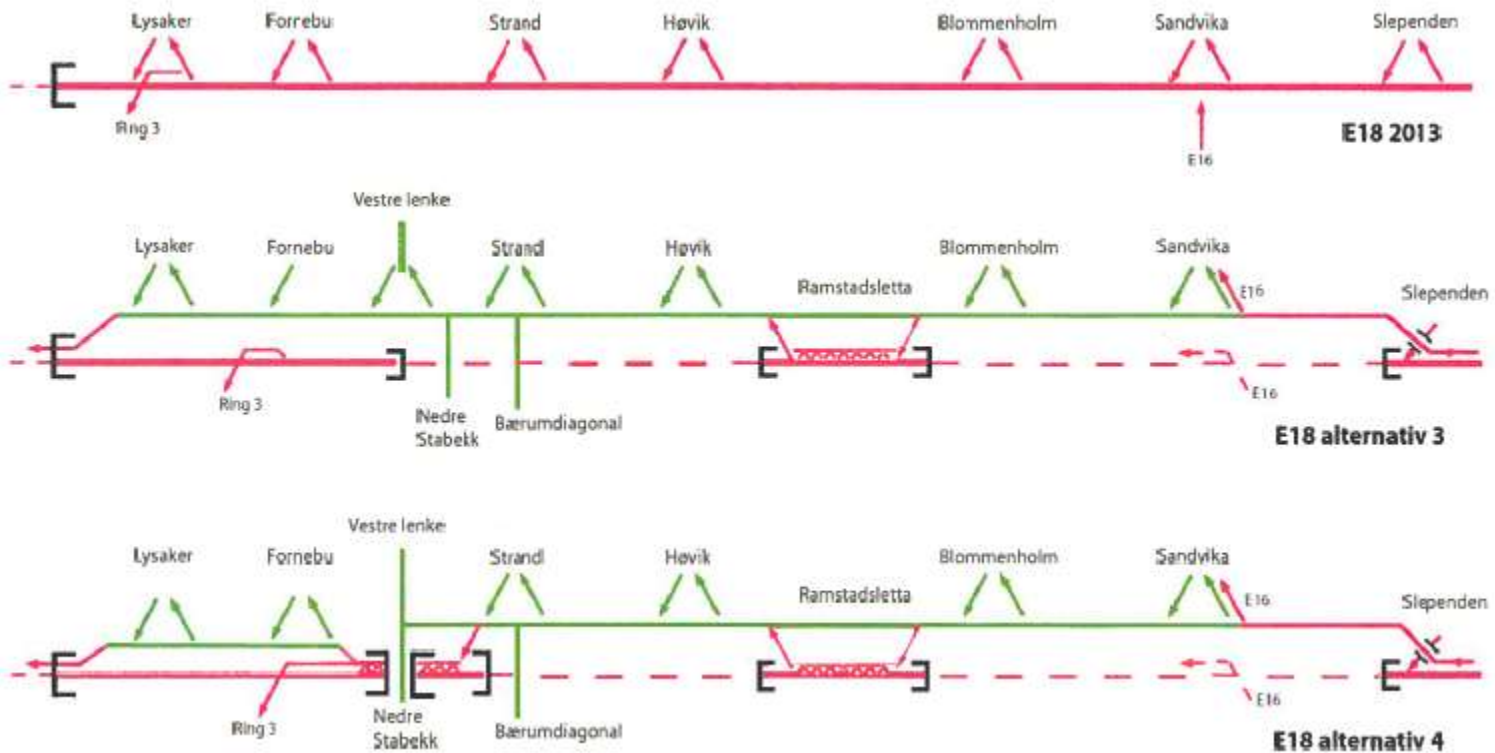 Lysaker
Fornebu
Strand
Høvik
Blommenholm
Sandvika
Slependen
Ring 3
E16
E18 2013
Vestre lenke
Lysaker
Fornebu
Strand
Høvik
Ramstadsletta
Blommenholm
Sandvika
E16
Slependen
Ring 3
Nedre
Stabekk
Bærumdiagonal
E16
E18 alternativ 3
Vestre lenke
Lysaker
Fornebu
Strand
Høvik
Ramstadsletta
Blommenholm
Sandvika
E16
Slependen
Ring 3
Nedre
Stabekk
Bærumdiagonal
E16
E18 alternativ 4